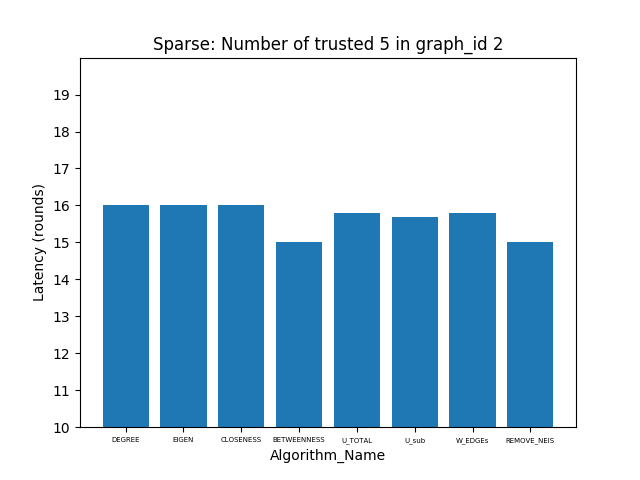 Sparse: Number of trusted 5 in graph_id 2
Latency (rounds)
19
18
17
16
15
14
13
12
11
10
DEGREE EIGEN CLOSENESS BETWEENNESS U_TOTAL U_sub W_EDGEs REMOVE_NEIS
Algorithm_Name